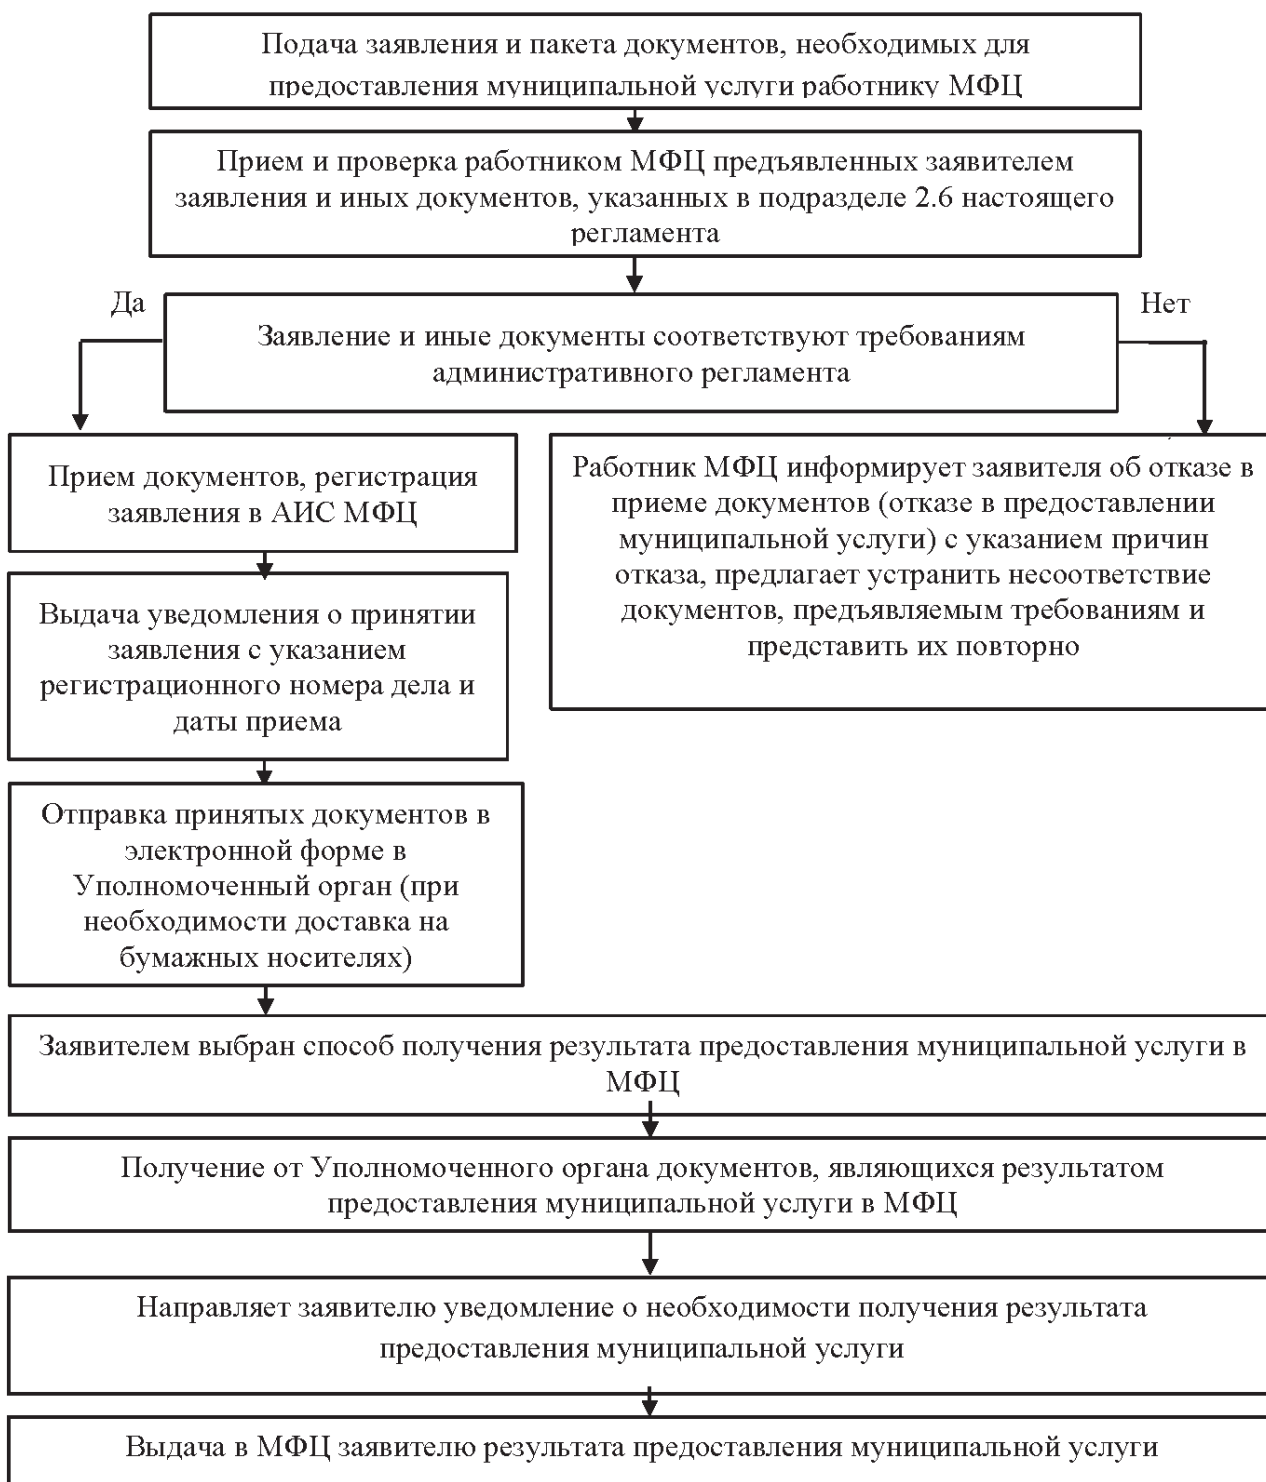 Подача заявления и пакета документов, необходимых для
предоставления муниципальной услуги работнику МФЦ
Прием и проверка работником МФЦ предъявленных заявителем
заявления и иных документов, указанных в подразделе 2.6 настоящего
регламента
Да
Нет
Заявление и иные документы соответствуют требованиям
административного регламента
Прием документов, регистрация
заявления в АИС МФЦ
Работник МФЦ информирует заявителя об отказе в
приеме документов (отказе в предоставлении
муниципальной услуги) с указанием причин
отказа, предлагает устранить несоответствие
документов, предъявляемым требованиям и
представить их повторно
Выдача уведомления о принятии
заявления с указанием
регистрационного номера дела и
даты приема
Отправка принятых документов в
электронной форме в
Уполномоченный орган (при
необходимости доставка на
бумажных носителях)
Заявителем выбран способ получения результата предоставления муниципальной услуги в
МФЦ
Получение от Уполномоченного органа документов, являющихся результатом
предоставления муниципальной услуги в МФЦ
Направляет заявителю уведомление о необходимости получения результата
предоставления муниципальной услуги
Выдача в МФЦ заявителю результата предоставления муниципальной услуги